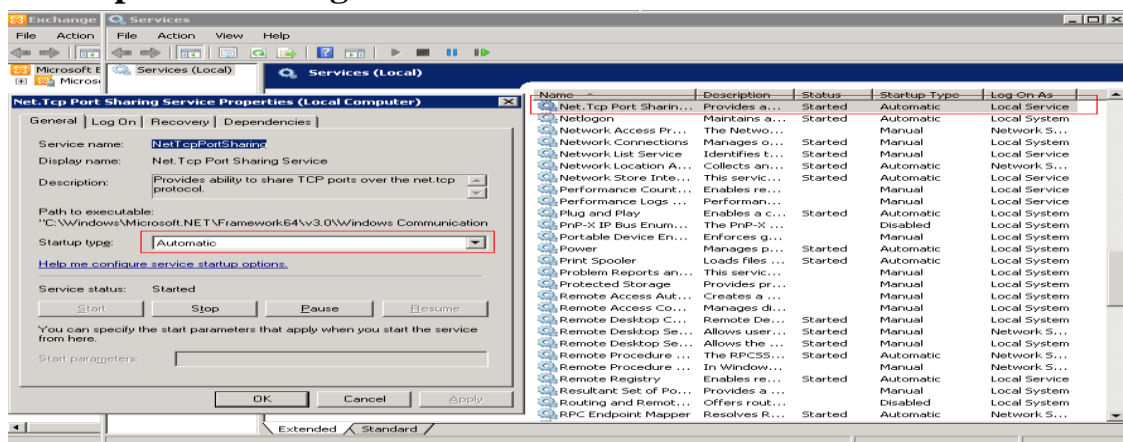 Exchange
Services
File Action
File Action View Help
Microsoft E
Micros
Services (Local)
Services (Local)
Net.Tcp Port Sharing Service Properties (Local Computer)
General Log On Recovery Dependencies
Service name: NetTcpPortSharing
Display name: Net.Tcp Port Sharing Service
Description: Provides ability to share TCP ports over the net.tcp
protocol.
Path to executable:
"C:\Windows\Microsoft.NET\Framework64\v3.0\Windows Communication
Startup type: Automatic
Help me configure service startup options.
Service status: Started
Start Stop Pause Resume
You can specify the start parameters that apply when you start the service
from here.
Start parameters:
OK Cancel Apply
Name Description Status Startup Type Log On As
Net.Tcp Port Sharin... Provides a... Started Automatic Local Service
Netlogon Maintains a... Started Automatic Local System
Network Access Pr... The Netwo... Manual Network S...
Network Connections Manages o... Started Manual Local System
Network List Service Identifies t... Started Manual Local Service
Network Location A... Collects an... Started Automatic Network S...
Network Store Inte... This servic... Started Automatic Local Service
Performance Count... Enables re... Manual Local Service
Performance Logs ... Performan... Manual Local Service
Plug and Play Enables a c... Started Automatic Local System
PnP-X IP Bus Enum... The PnP-X ... Disabled Local System
Portable Device En... Enforces g... Manual Local System
Power Manages p... Started Automatic Local System
Print Spooler Loads files ... Started Automatic Local System
Problem Reports an... This servic... Manual Local System
Protected Storage Provides pr... Manual Local System
Remote Access Aut... Creates a ... Manual Local System
Remote Access Co... Manages di... Manual Local System
Remote Desktop C... Remote De... Started Manual Local System
Remote Desktop Se... Allows user... Started Manual Network S...
Remote Desktop Se... Allows the ... Started Manual Local System
Remote Procedure ... The RPCSS... Started Automatic Network S...
Remote Procedure ... In Window... Manual Network S...
Remote Registry Enables re... Started Automatic Local Service
Resultant Set of Po... Provides a ... Manual Local System
Routing and Remot... Offers rout... Disabled Local System
RPC Endpoint Mapper Resolves R... Started Automatic Network S...
Extended Standard